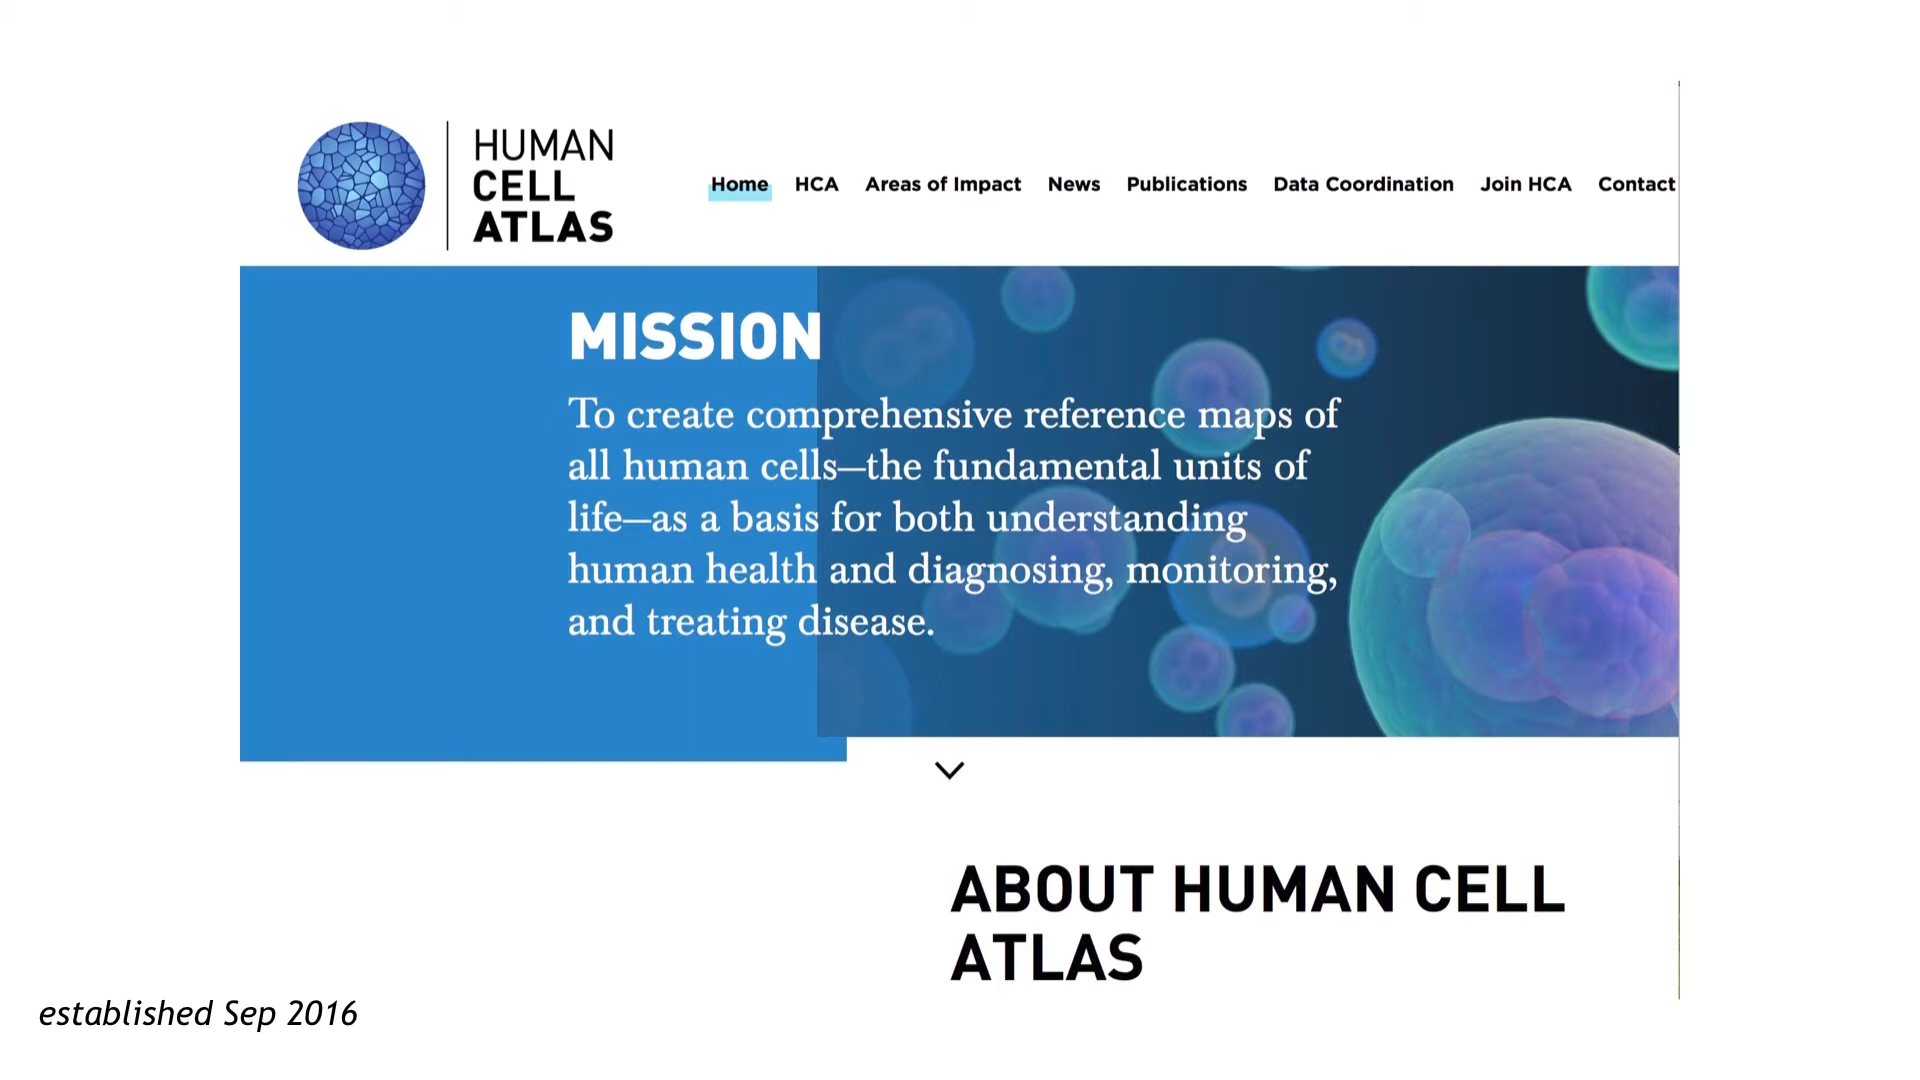 HUMAN
CELL
ATLAS
Home HCA Areas of Impact News Publications Data Coordination Join HCA Contact
MISSION
To create comprehensive reference maps of
all human cells—the fundamental units of
life—as a basis for both understanding
human health and diagnosing, monitoring,
and treating disease.
ABOUT HUMAN CELL
ATLAS
established Sep 2016